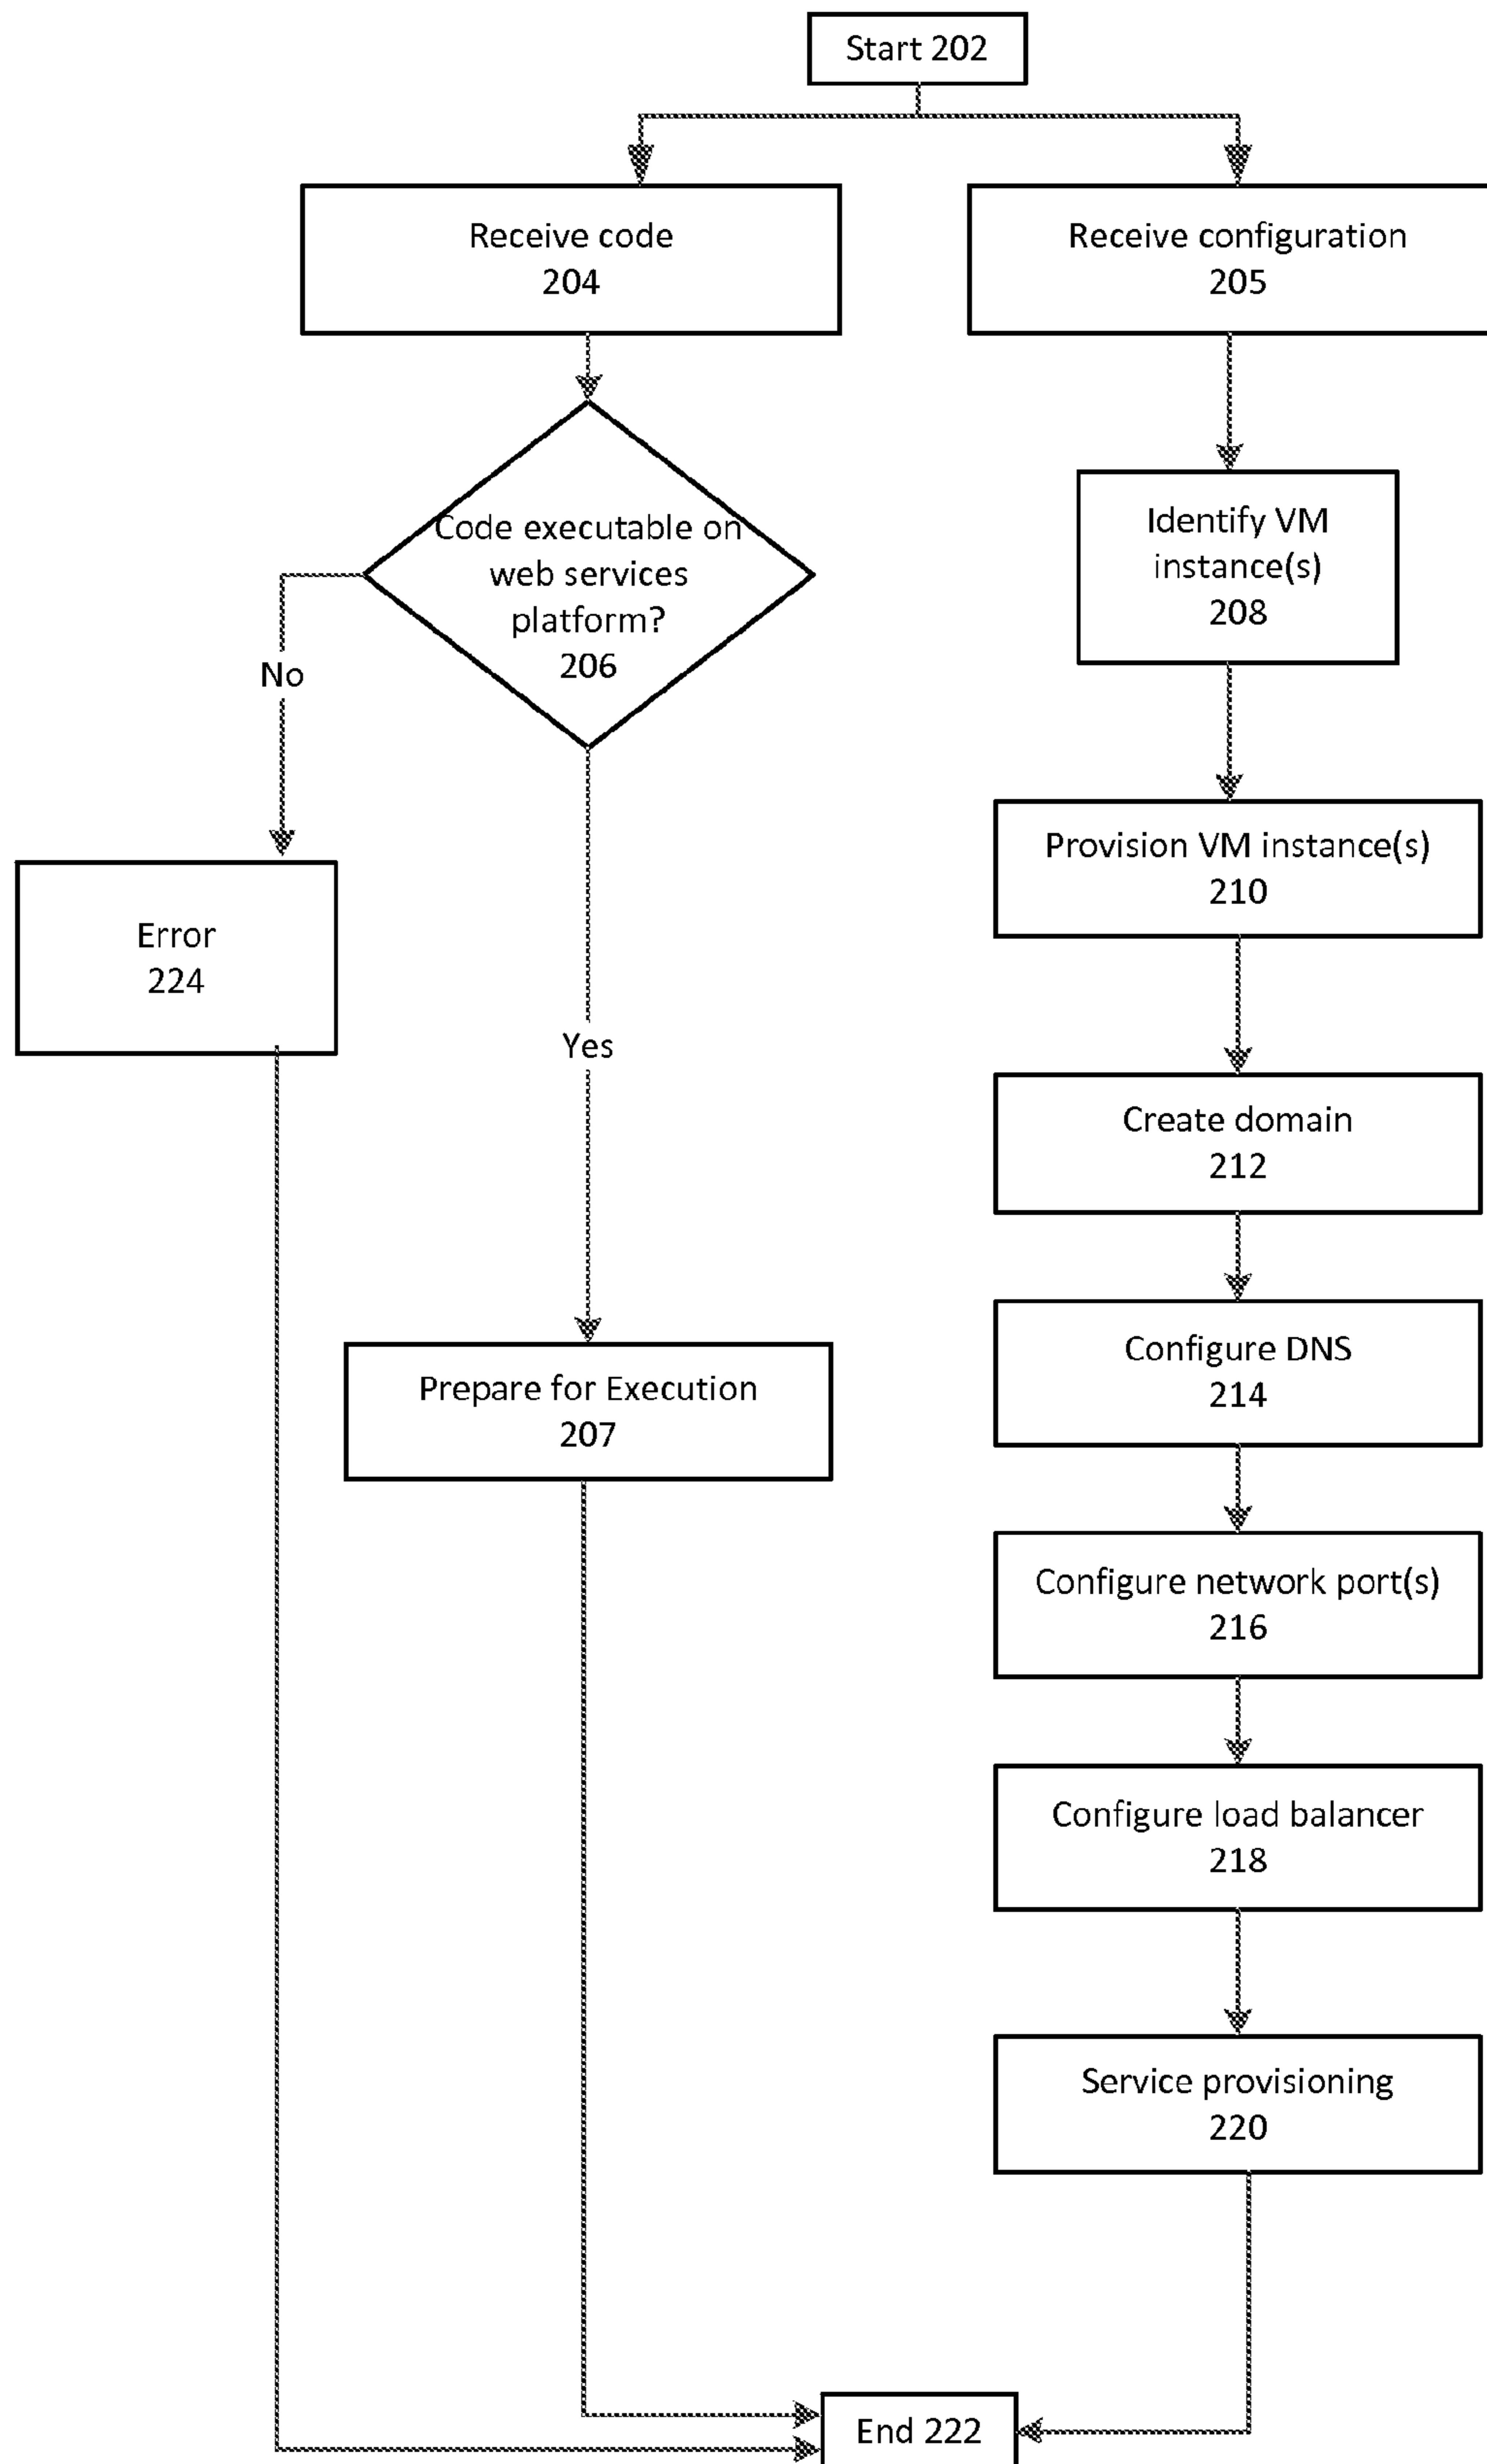 Start 202
Receive code
204
Receive configuration
205
Code executable on
web services
platform?
206
Identify VM
instance(s)
208
No
Provision VM instance(s)
210
Error
224
Yes
Create domain
212
Configure DNS
214
Prepare for Execution
207
Configure network port(s)
216
Configure load balancer
218
Service provisioning
220
End 222